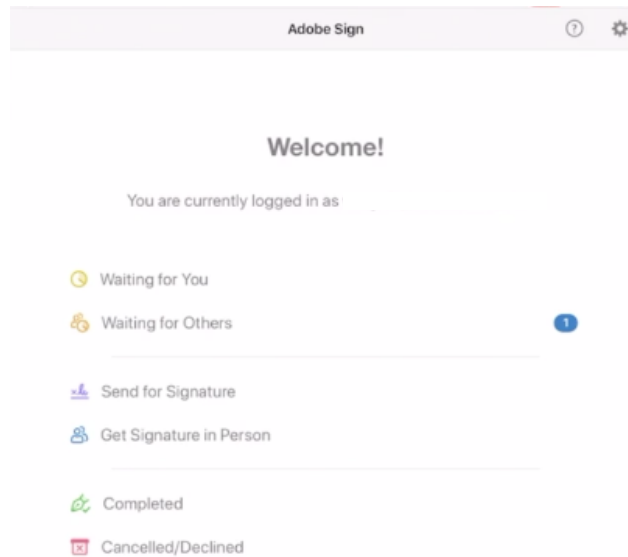 Adobe Sign
Welcome!
You are currently logged in as
Waiting for You
Waiting for Others
1
Send for Signature
Get Signature in Person
Completed
Cancelled/Declined